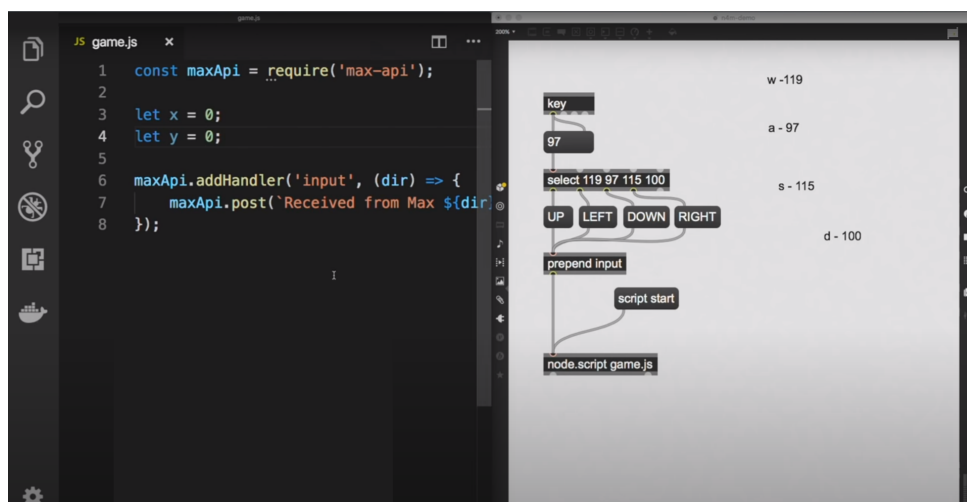 game.js
n4m-demo
JS game.js ×
1 const maxApi = require('max-api');
2
3 let x = 0;
4 let y = 0;
5
6 maxApi.addHandler('input', (dir) => {
7 maxApi.post(`Received from Max ${dir
8 });
200%
w -119
key
a - 97
97
select 119 97 115 100
s - 115
UP LEFT DOWN RIGHT
d - 100
prepend input
script start
node.script game.js